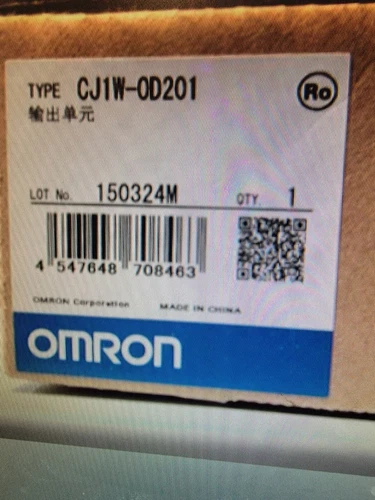 TYPE CJ1W-OD201
Ro
输出单元
LOT No. 150324M QTY. 1
4 547648 708463
OMRON Corporation MADE IN CHINA
OMRON